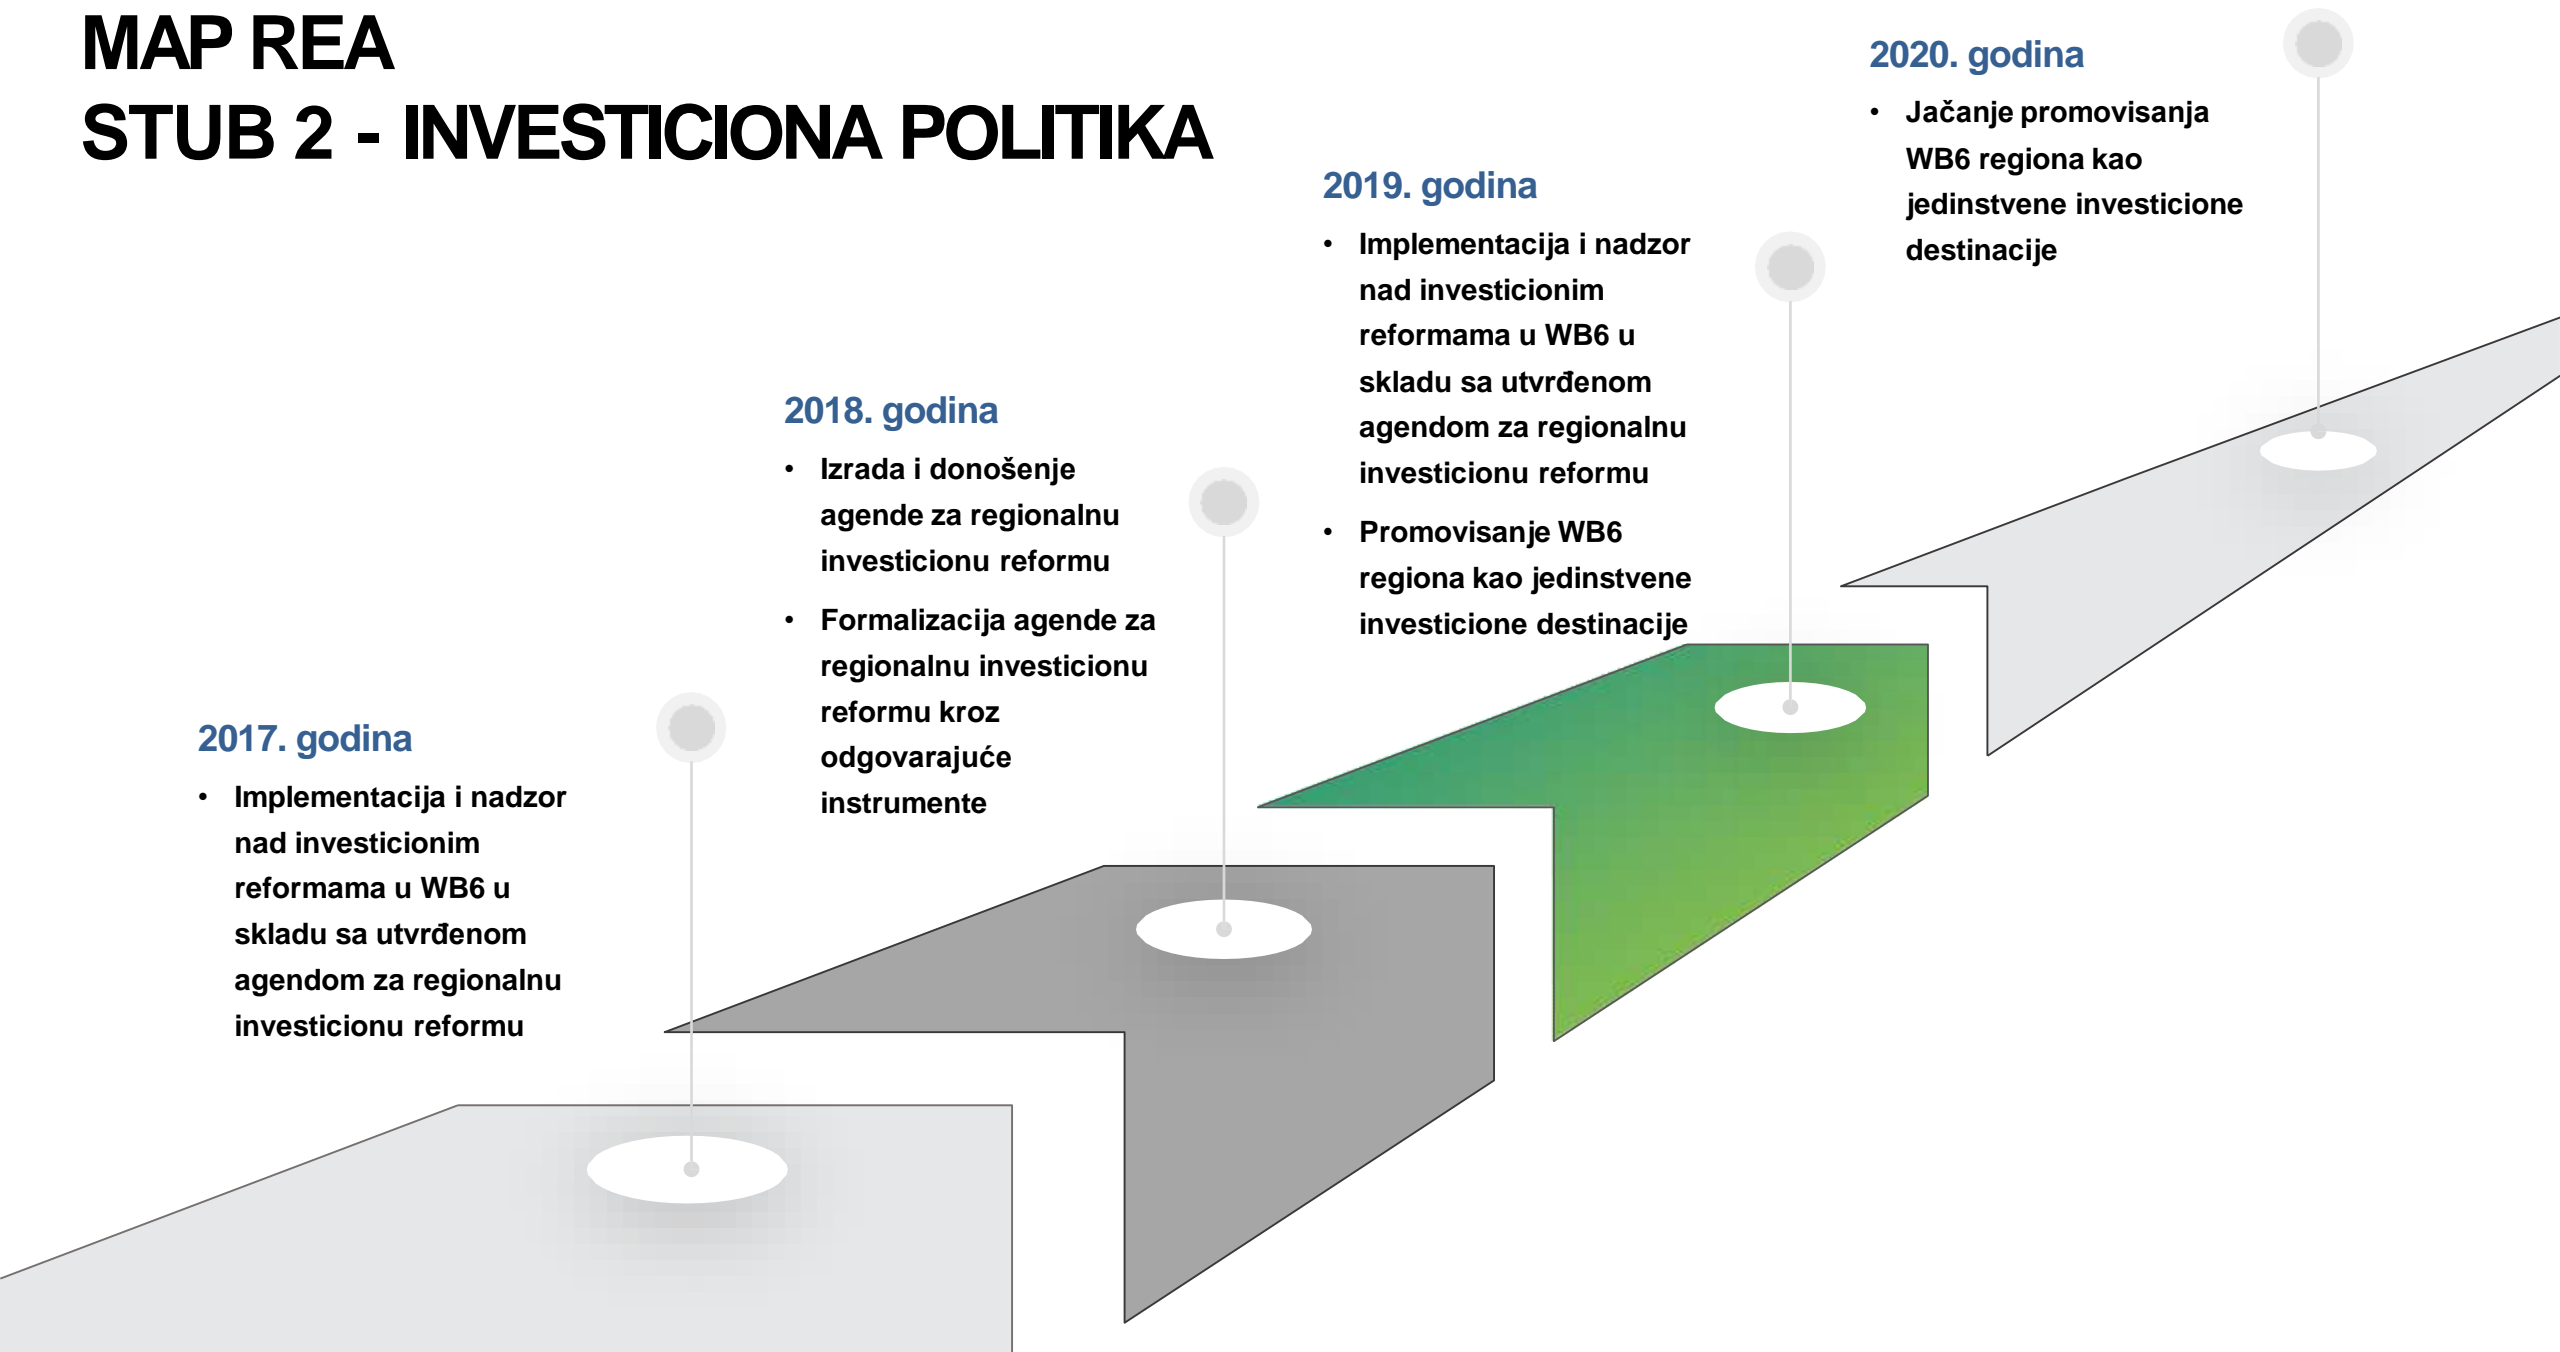 MAP REA
STUB 2 - INVESTICIONA POLITIKA
2017. godina
• Implementacija i nadzor
nad investicionim
reformama u WB6 u
skladu sa utvrđenom
agendom za regionalnu
investicionu reformu
2018. godina
• Izrada i donošenje
agende za regionalnu
investicionu reformu
• Formalizacija agende za
regionalnu investicionu
reformu kroz
odgovarajuće
instrumente
2019. godina
• Implementacija i nadzor
nad investicionim
reformama u WB6 u
skladu sa utvrđenom
agendom za regionalnu
investicionu reformu
• Promovisanje WB6
regiona kao jedinstvene
investicione destinacije
2020. godina
• Jačanje promovisanja
WB6 regiona kao
jedinstvene investicione
destinacije